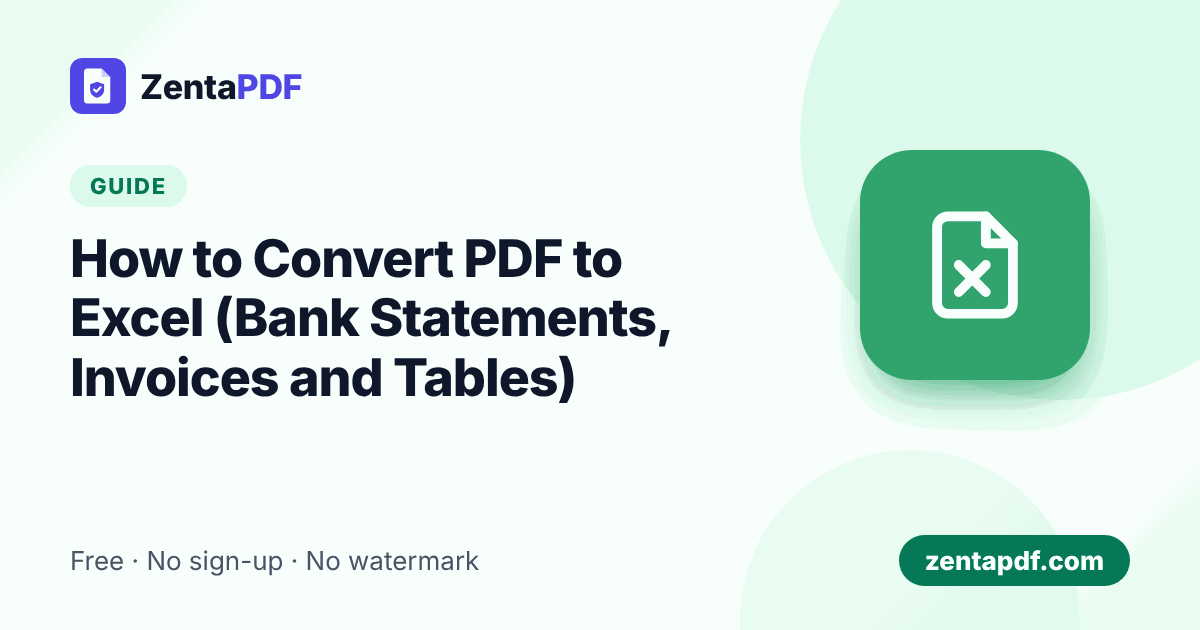 ZentaPDF
GUIDE
How to Convert PDF to
Excel (Bank Statements,
Invoices and Tables)
Free · No sign-up · No watermark
zentapdf.com